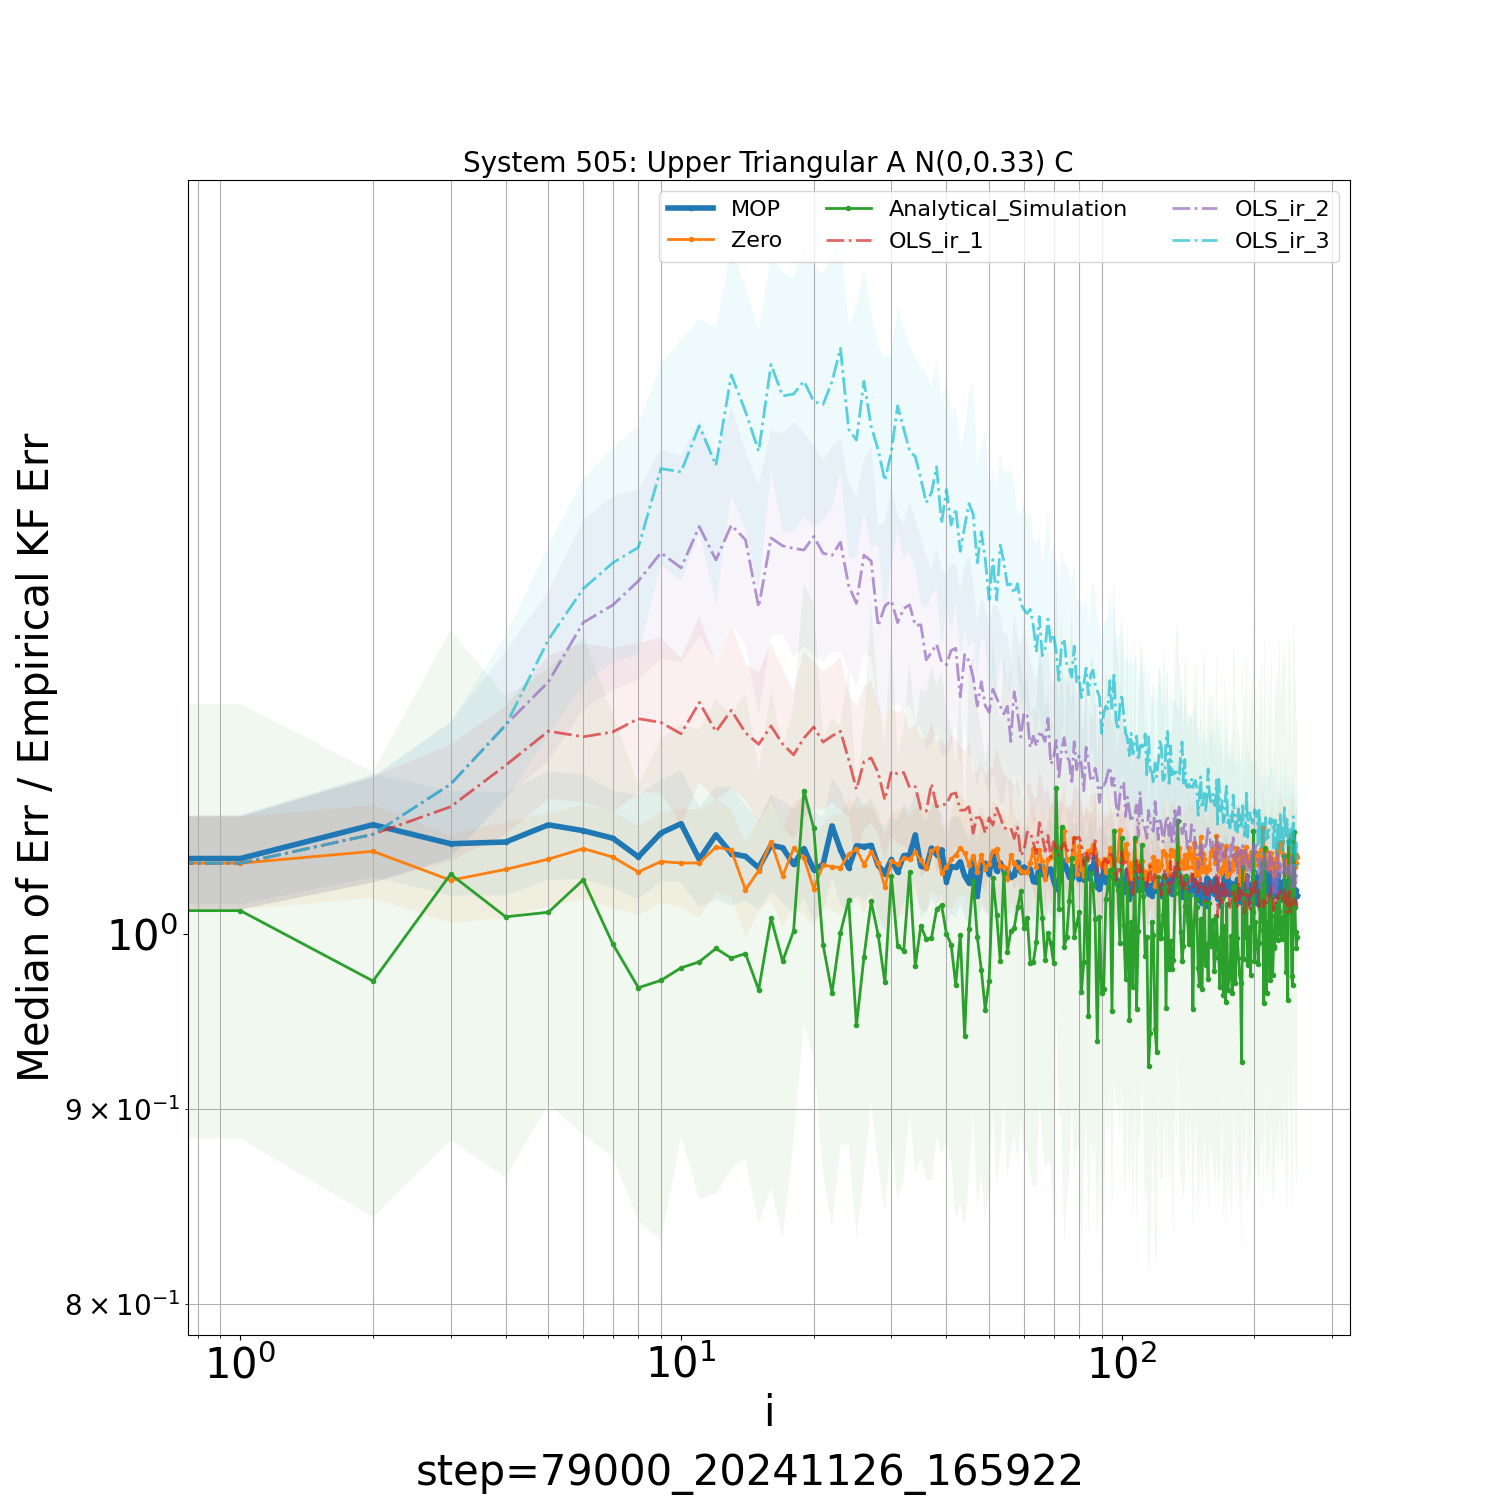 System 505: Upper Triangular A N(0,0.33) C
MOP
Zero
Analytical_Simulation
OLS_ir_1
OLS_ir_2
OLS_ir_3
Median of Err / Empirical KF Err
10⁰
9 × 10⁻¹
8 × 10⁻¹
10⁰ 10¹ 10²
i
step=79000_20241126_165922